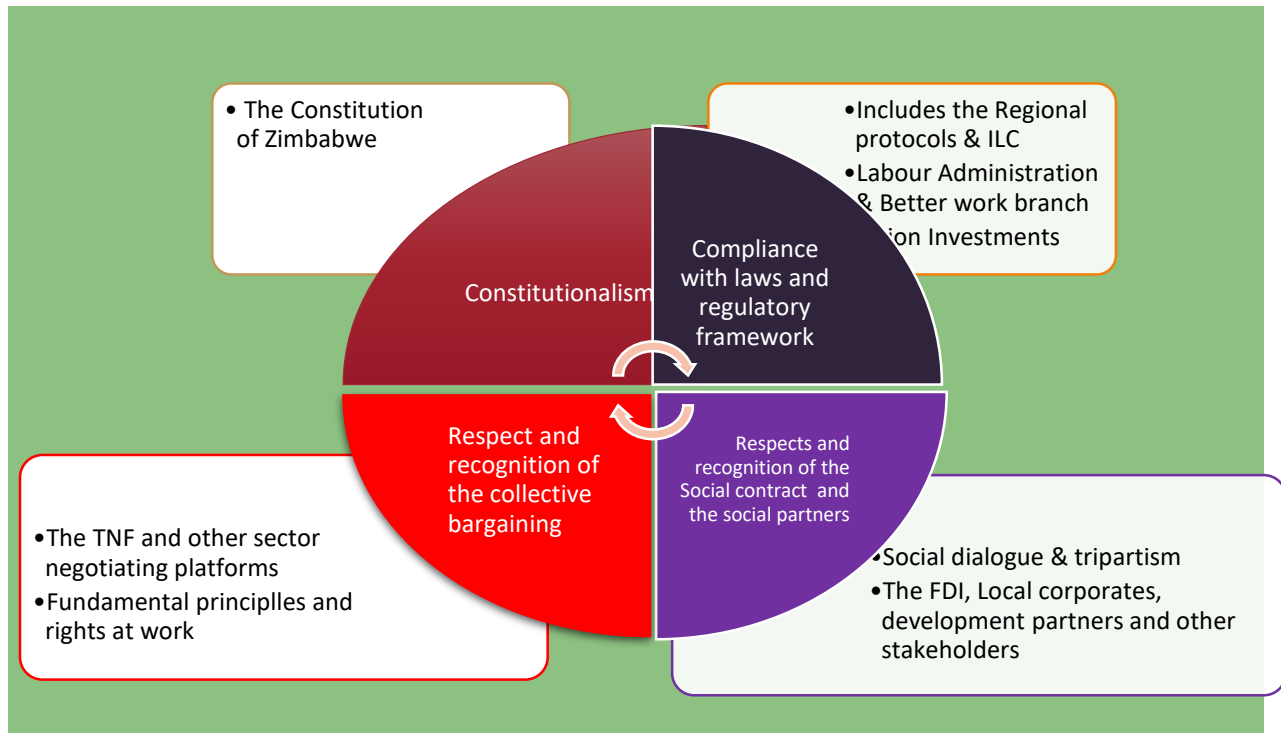 • The Constitution
of Zimbabwe
•Includes the Regional
protocols & ILC
•Labour Administration
& Better work branch
Investments
Constitutionalism
Compliance
with laws and
regulatory
framework
Respect and
recognition of
the collective
bargaining
Respects and
recognition of the
Social contract and
the social partners
•The TNF and other sector
negotiating platforms
•Fundamental principlles and
rights at work
•Social dialogue & tripartism
•The FDI, Local corporates,
development partners and other
stakeholders